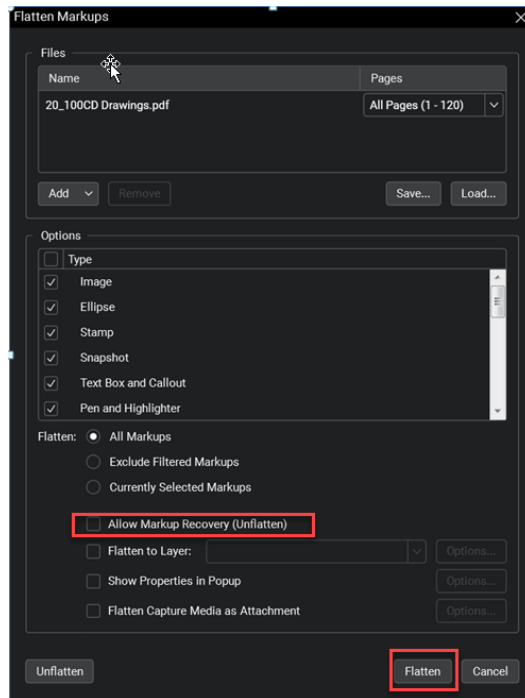 Flatten Markups
Files
Name Pages
20_100CD Drawings.pdf All Pages (1 - 120)
Add Remove Save... Load...
Options
Type
Image
Ellipse
Stamp
Snapshot
Text Box and Callout
Pen and Highlighter
Flatten: All Markups
Exclude Filtered Markups
Currently Selected Markups
Allow Markup Recovery (Unflatten)
Flatten to Layer: Options...
Show Properties in Popup Options...
Flatten Capture Media as Attachment Options...
Unflatten Flatten Cancel